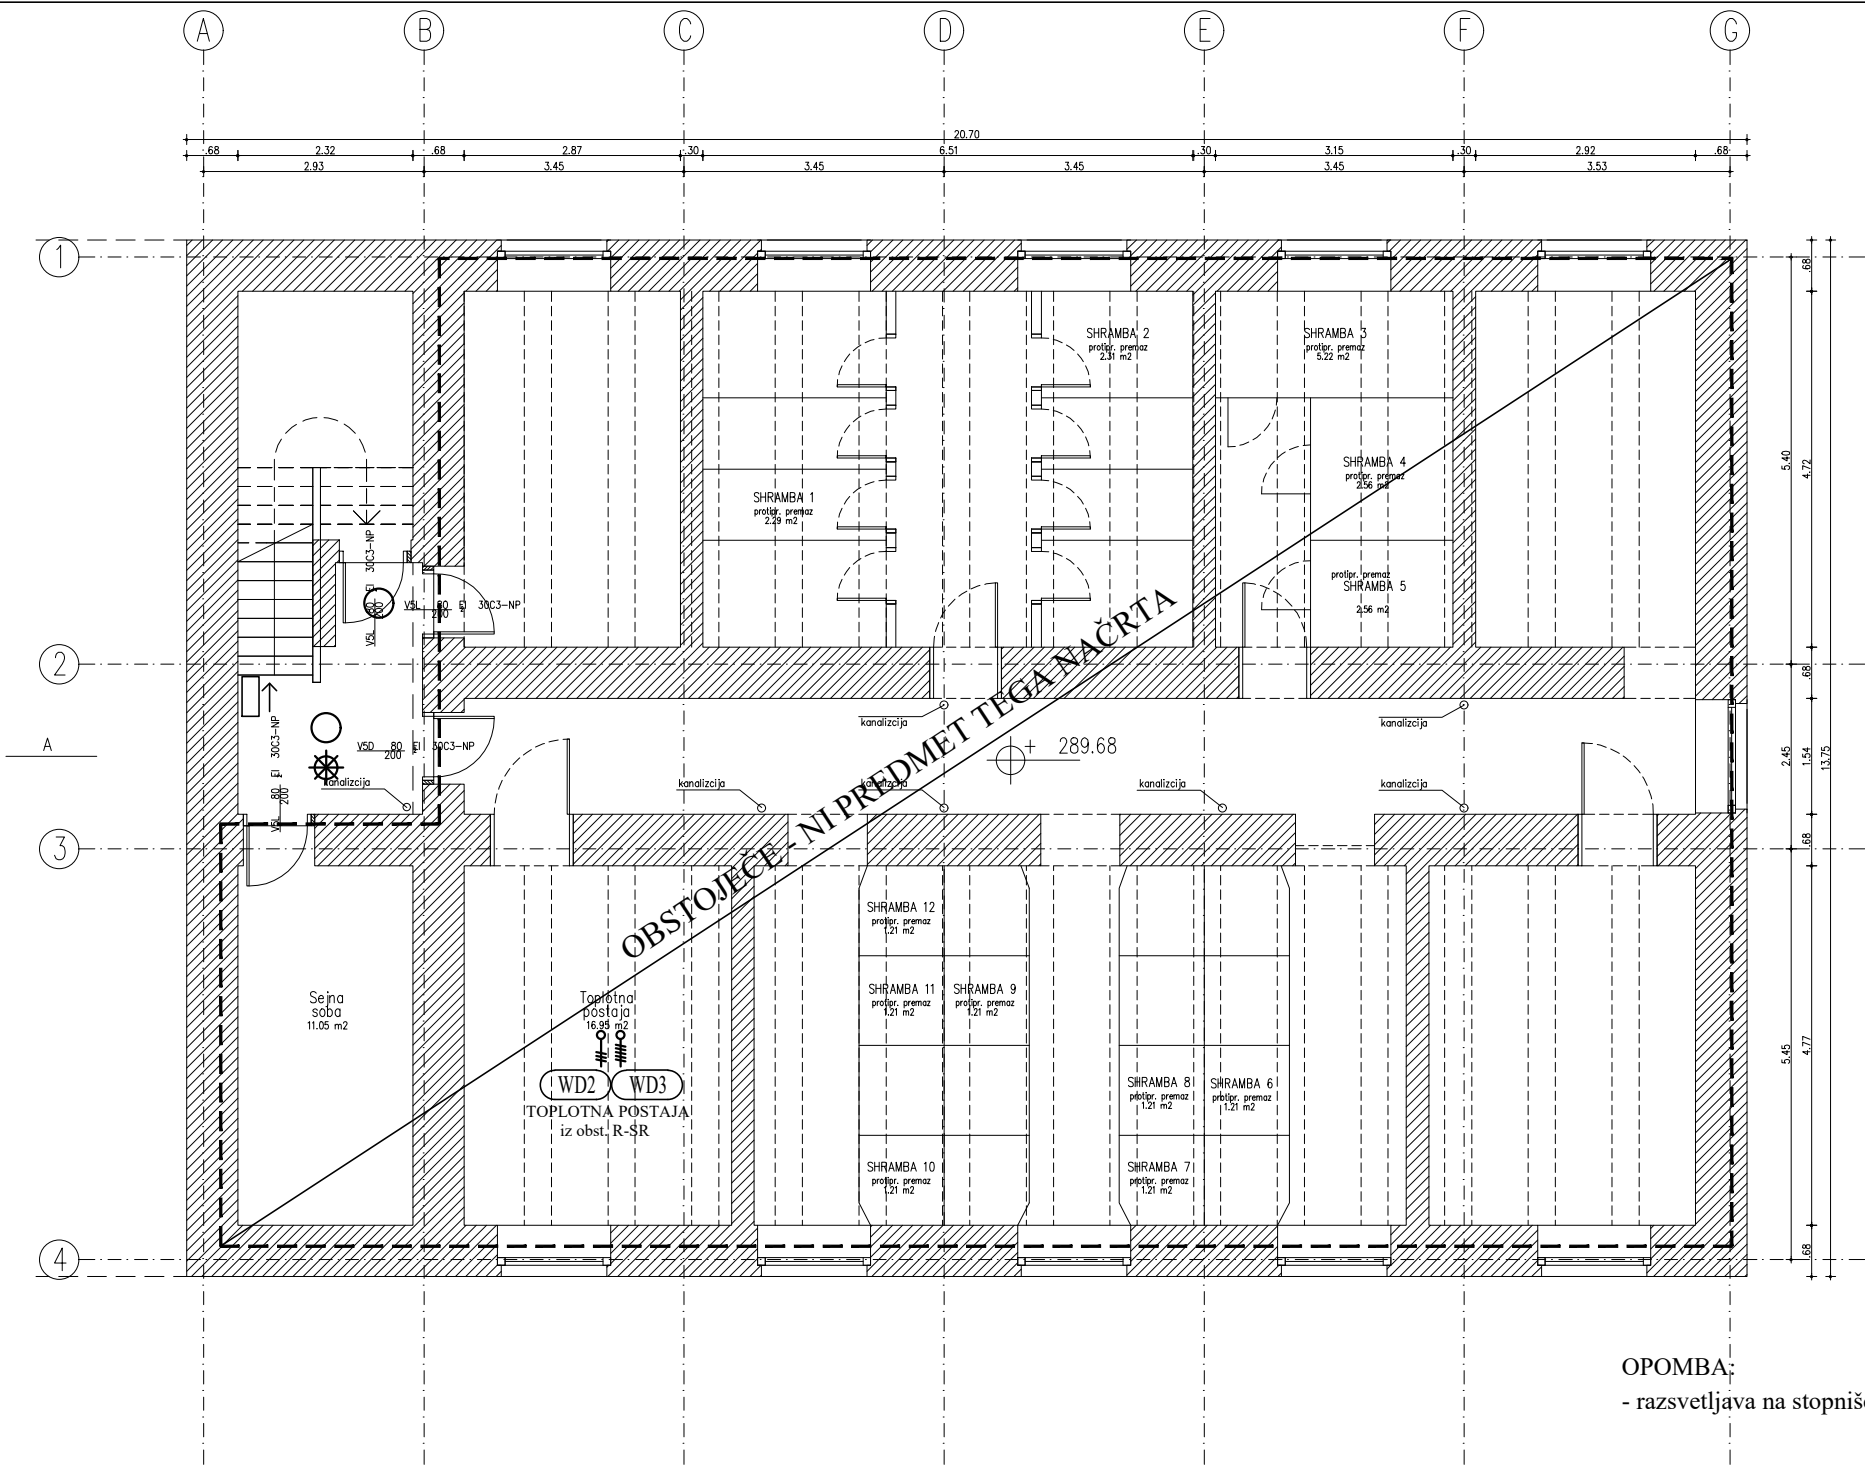 A B C D E F G
20.70
.68 2.32 .68 2.87 .30 6.51 .30 3.15 .30 2.92 .68
2.93 3.45 3.45 3.45 3.45 3.53
1
2
3
4
A
SHRAMBA 1
protipr. premaz
2.29 m2
SHRAMBA 2
protipr. premaz
2.31 m2
SHRAMBA 3
protipr. premaz
5.22 m2
SHRAMBA 4
protipr. premaz
2.56 m2
protipr. premaz
SHRAMBA 5
2.56 m2
V5L 80 EI 30C3-NP
200
V5L 80 EI 30C3-NP
200
V5D 80 EI 30C3-NP
200
V5L 80 EI 30C3-NP
200
kanalizcija
kanalizcija
kanalizcija
kanalizcija
kanalizcija
kanalizcija
kanalizcija
+ 289.68
OBSTOJEČE - NI PREDMET TEGA NAČRTA
Sejna
soba
11.05 m2
Toplotna
postaja
16.95 m2
WD2 WD3
TOPLOTNA POSTAJA
iz obst. R-SR
SHRAMBA 12
protipr. premaz
1.21 m2
SHRAMBA 11
protipr. premaz
1.21 m2
SHRAMBA 9
protipr. premaz
1.21 m2
SHRAMBA 10
protipr. premaz
1.21 m2
SHRAMBA 8
protipr. premaz
1.21 m2
SHRAMBA 6
protipr. premaz
1.21 m2
SHRAMBA 7
protipr. premaz
1.21 m2
5.40 2.45 5.45
.68 4.72 .68 1.54 .68 4.77 .68
13.75
OPOMBA:
- razsvetljava na